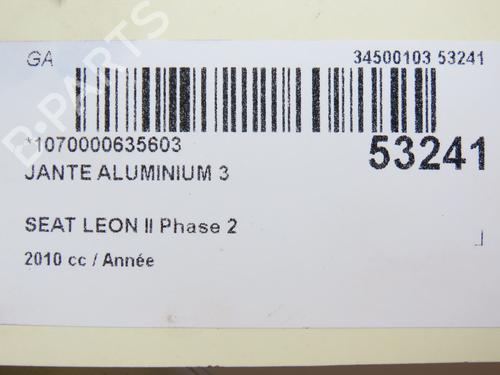 GA
34500103 53241
*1070000635603
53241
JANTE ALUMINIUM 3
SEAT LEON II Phase 2
2010 cc / Année
B-PARTS